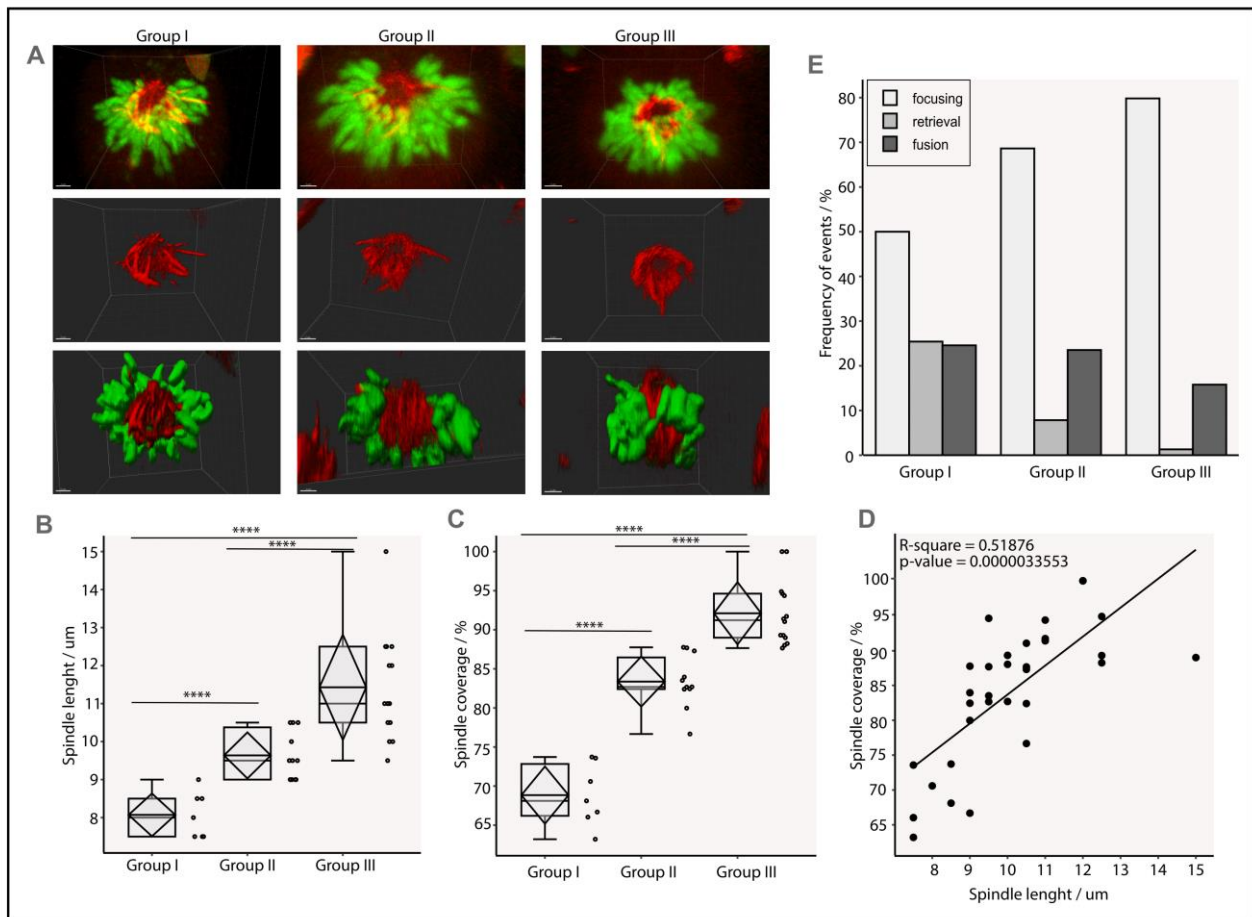 Group I
Group II
Group III
A
E
focusing
retrieval
fusion
80
70
60
50
40
30
20
10
0
Frequency of events / %
Group I
Group II
Group III
B
****
****
****
15
14
13
12
11
10
9
8
Spindle lenght / um
Group I
Group II
Group III
C
****
****
****
100
95
90
85
80
75
70
65
Spindle coverage / %
Group I
Group II
Group III
D
R-square = 0.51876
p-value = 0.0000033553
100
95
90
85
80
75
70
65
Spindle coverage / %
8 9 10 11 12 13 14 15
Spindle lenght / um